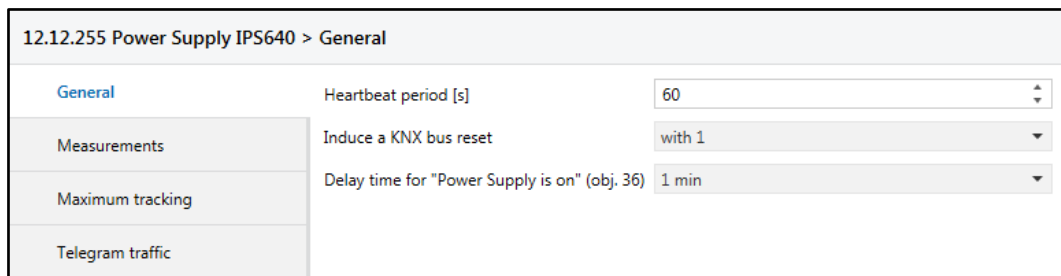 12.12.255 Power Supply IPS640 > General
General
Heartbeat period [s] 60
Measurements
Induce a KNX bus reset with 1
Maximum tracking
Delay time for "Power Supply is on" (obj. 36) 1 min
Telegram traffic